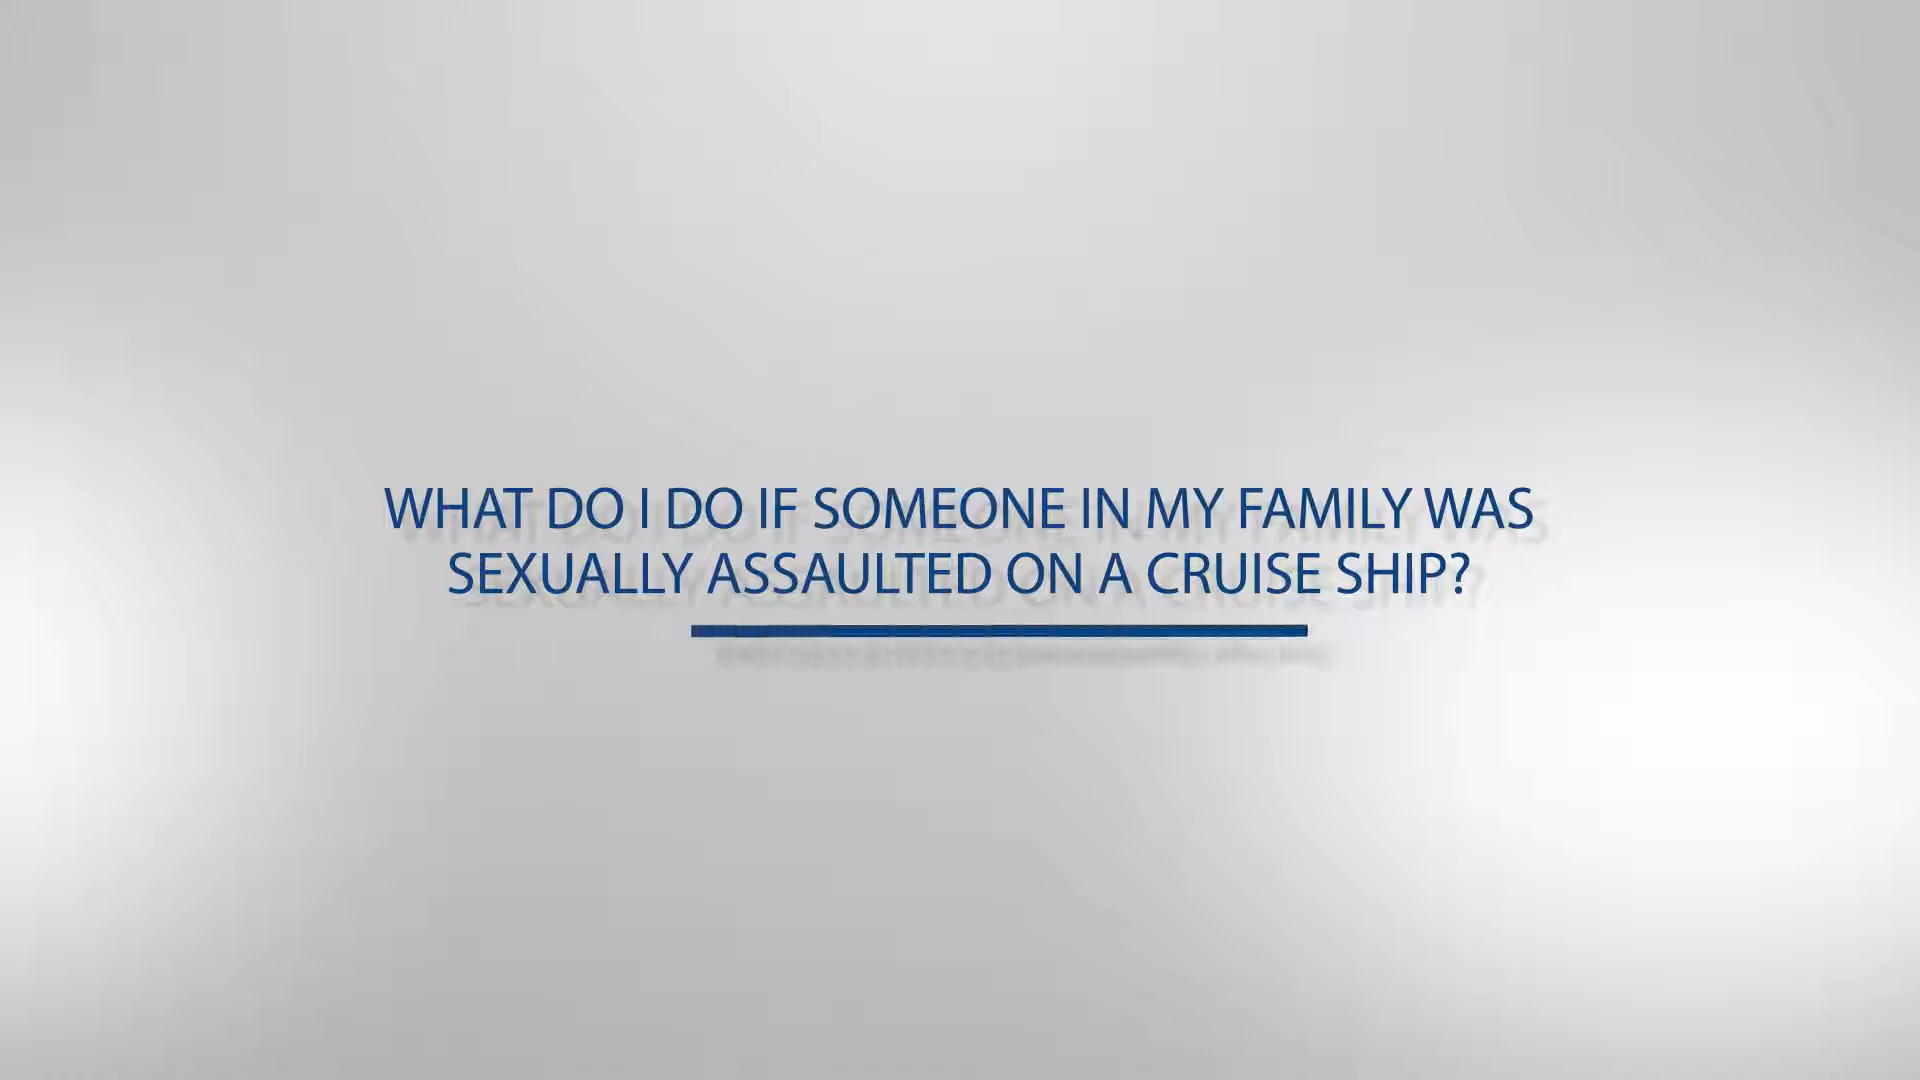 WHAT DO I DO IF SOMEONE IN MY FAMILY WAS
SEXUALLY ASSAULTED ON A CRUISE SHIP?